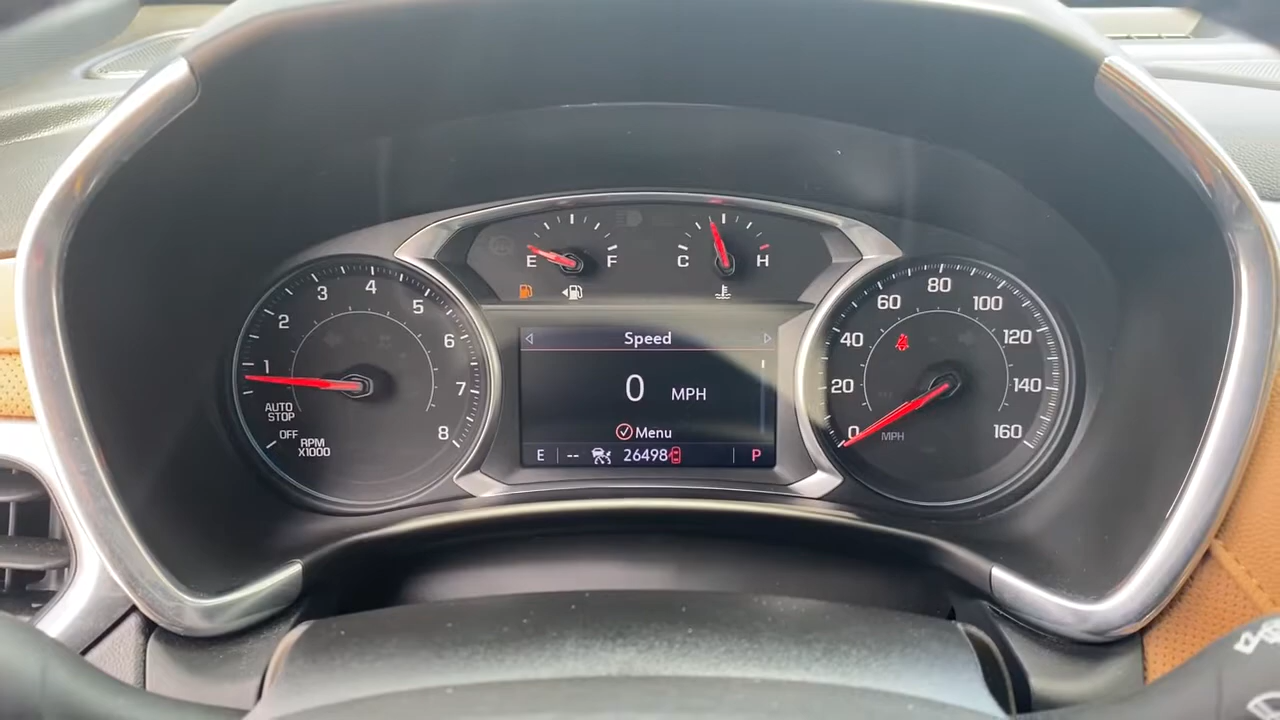 E F
C H
1 2 3 4 5 6 7 8
AUTO
STOP
OFF
RPM
X1000
Speed
0 MPH
Menu
E -- 26498 P
0 20 40 60 80 100 120 140 160
MPH